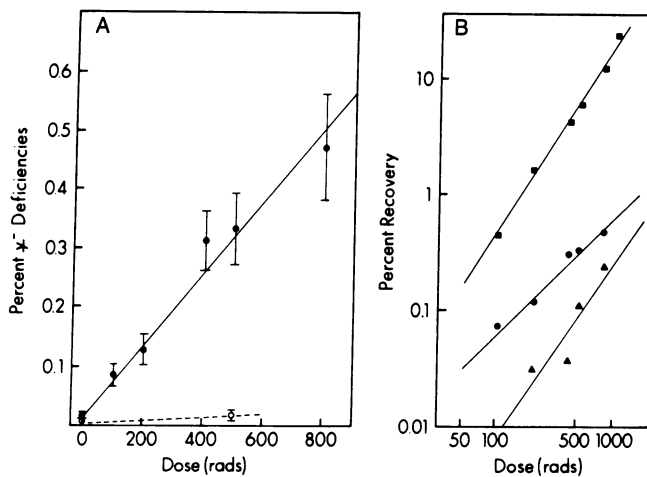 A
Percent y⁻ Deficiencies
0.6
0.5
0.4
0.3
0.2
0.1
0 200 400 600 800
Dose (rads)
B
Percent Recovery
10
1
0.1
0.01
50 100 500 1000
Dose (rads)